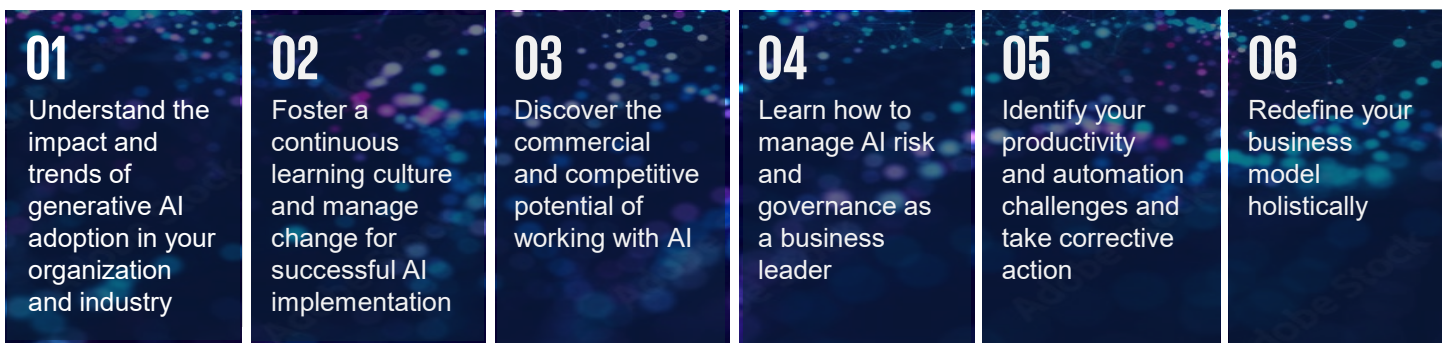 01
Understand the
impact and
trends of
generative AI
adoption in your
organization
and industry
02
Foster a
continuous
learning culture
and manage
change for
successful AI
implementation
03
Discover the
commercial
and competitive
potential of
working with AI
04
Learn how to
manage AI risk
and
governance as
a business
leader
05
Identify your
productivity
and automation
challenges and
take corrective
action
06
Redefine your
business
model
holistically
Adobe Stock